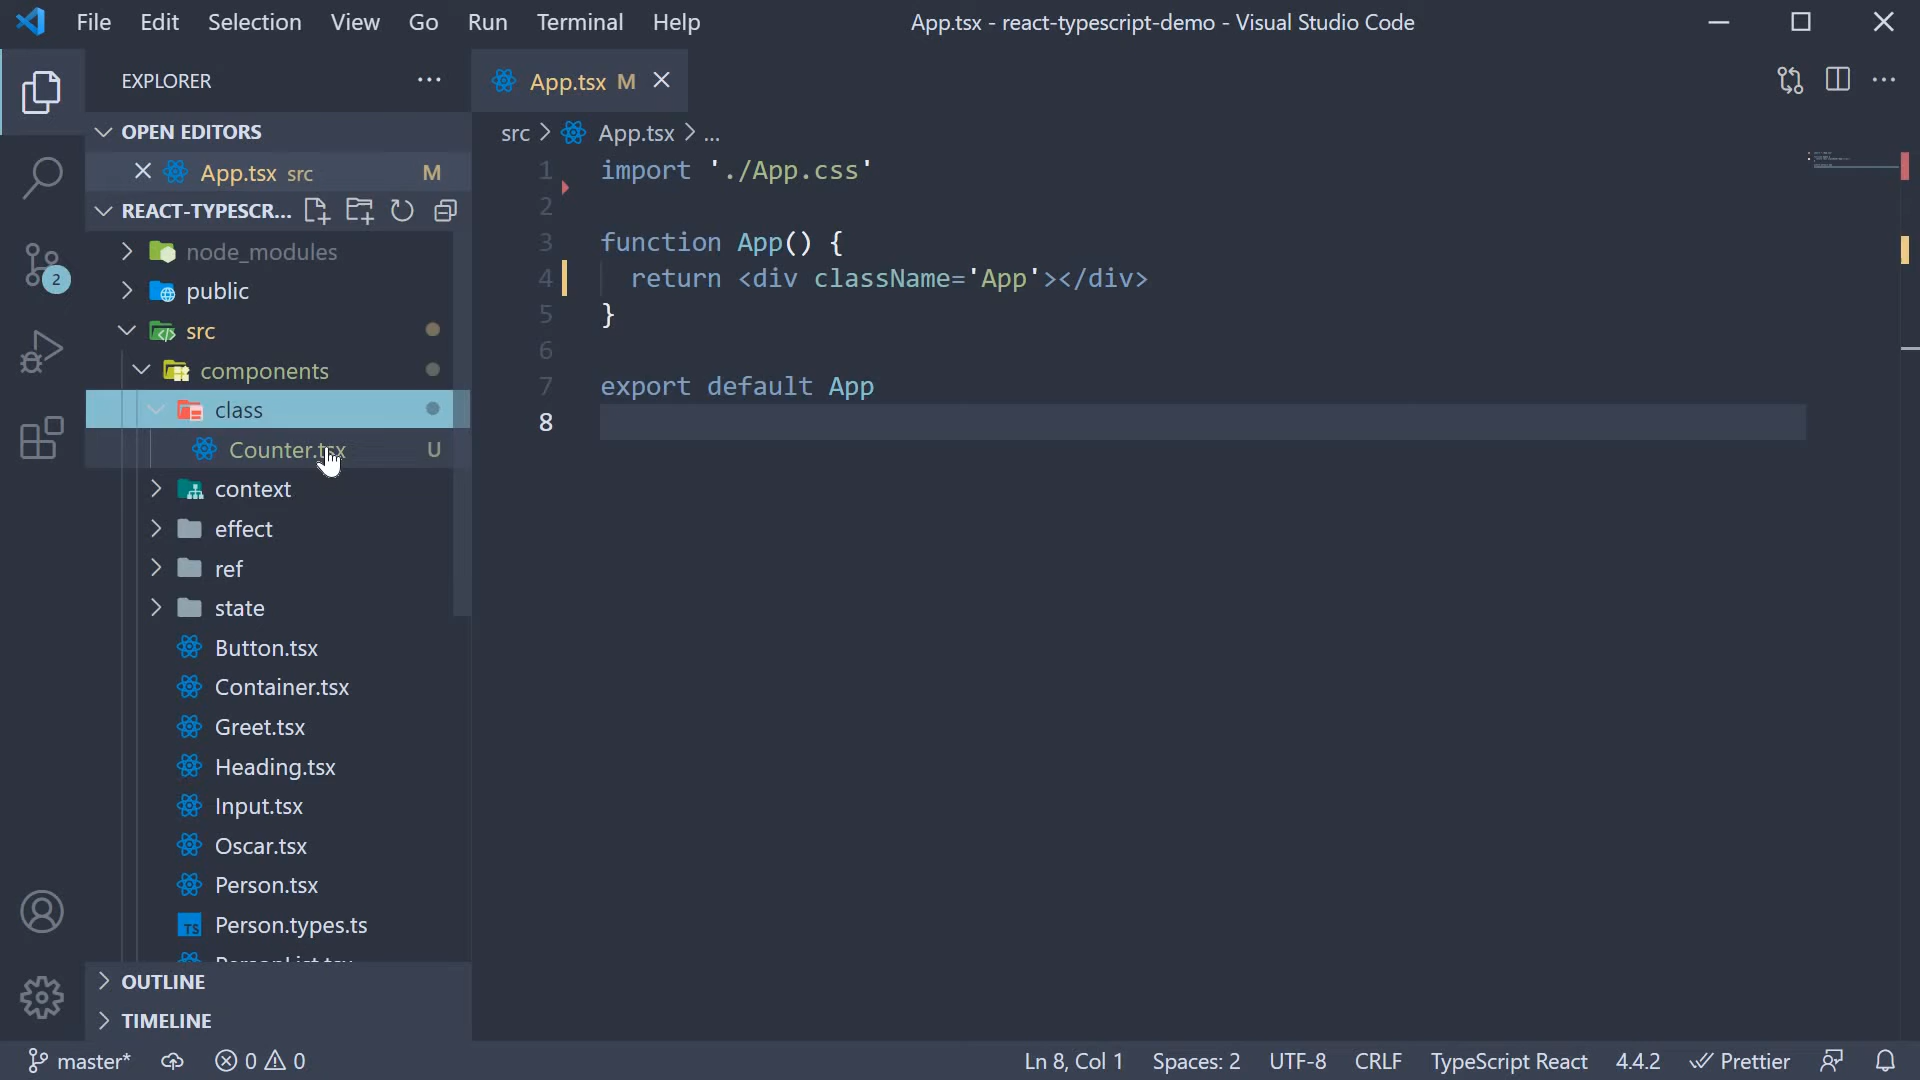 File Edit Selection View Go Run Terminal Help App.tsx - react-typescript-demo - Visual Studio Code
EXPLORER
OPEN EDITORS
App.tsx src M
REACT-TYPESCR...
node_modules
public
src
components
class
Counter.tsx U
context
effect
ref
state
Button.tsx
Container.tsx
Greet.tsx
Heading.tsx
Input.tsx
Oscar.tsx
Person.tsx
TS Person.types.ts
OUTLINE
TIMELINE
2
App.tsx M
src > App.tsx > ...
1 import './App.css'
2
3 function App() {
4 return <div className='App'></div>
5 }
6
7 export default App
8
master* 0 0 Ln 8, Col 1 Spaces: 2 UTF-8 CRLF TypeScript React 4.4.2 Prettier